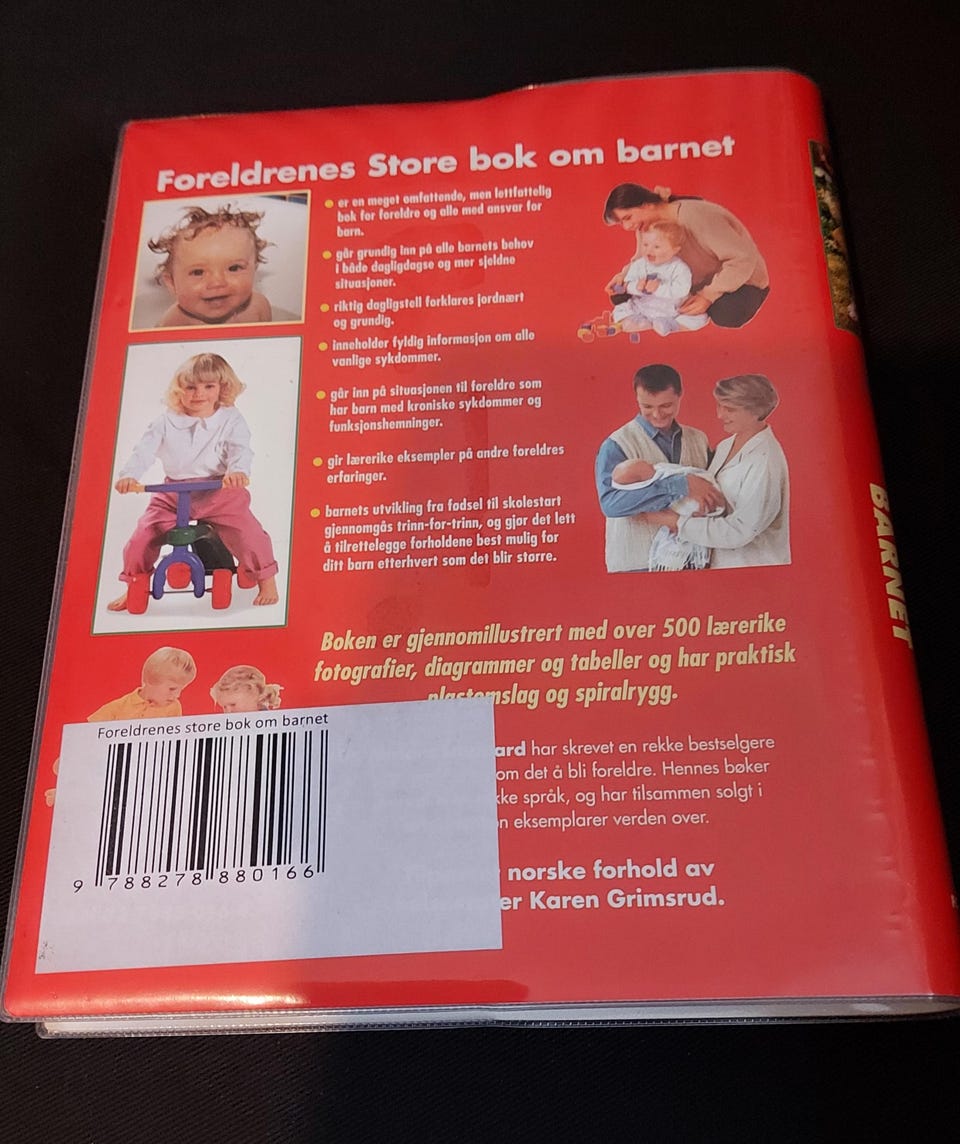 Foreldrenes Store bok om barnet
er en meget omfattende, men lettfattelig
bok for foreldre og alle med ansvar for
barn.
går grundig inn på alle barnets behov
i både dagligdagse og mer sjeldne
situasjoner.
riktig dagligstell forklares jordnært
og grundig.
inneholder fyldig informasjon om alle
vanlige sykdommer.
går inn på situasjonen til foreldre som
har barn med kroniske sykdommer og
funksjonshemninger.
gir lærerike eksempler på andre foreldres
erfaringer.
barnets utvikling fra fødsel til skolestart
gjennomgås trinn-for-trinn, og gjør det lett
å tilrettelegge forholdene best mulig for
ditt barn etterhvert som det blir større.
Boken er gjennomillustrert med over 500 lærerike
fotografier, diagrammer og tabeller og har praktisk
og spiralrygg.
har skrevet en rekke bestselgere
om det å bli foreldre. Hennes bøker
språk, og har tilsammen solgt i
eksemplarer verden over.
norske forhold av
Karen Grimsrud.
Foreldrenes store bok om barnet
9 788278 880166
BARNET